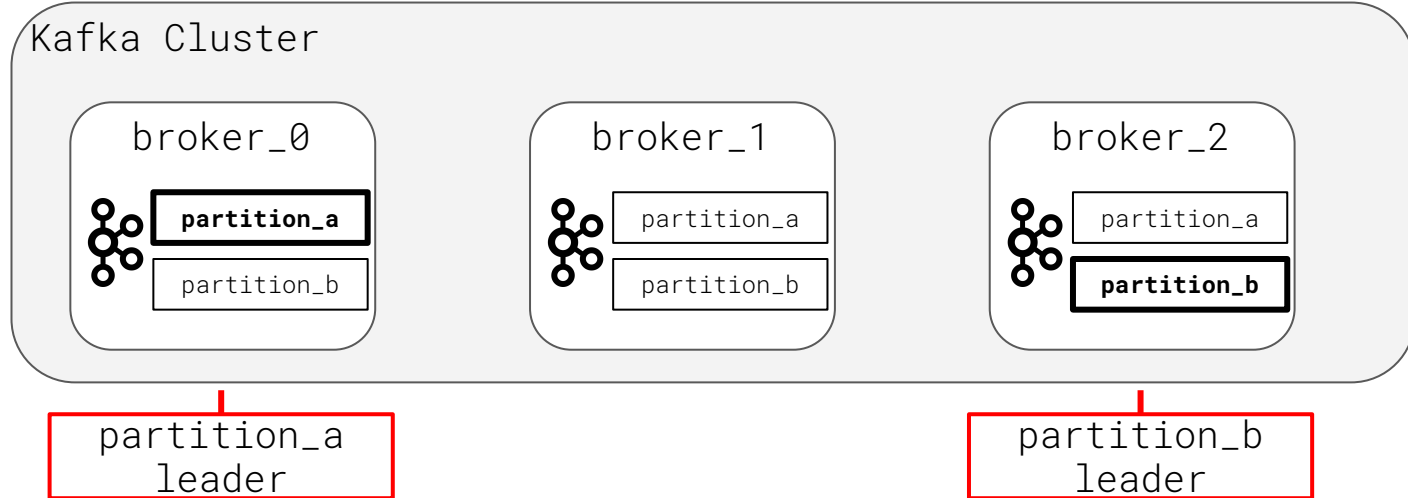 Kafka Cluster
broker_0
partition_a
partition_b
broker_1
partition_a
partition_b
broker_2
partition_a
partition_b
partition_a
leader
partition_b
leader